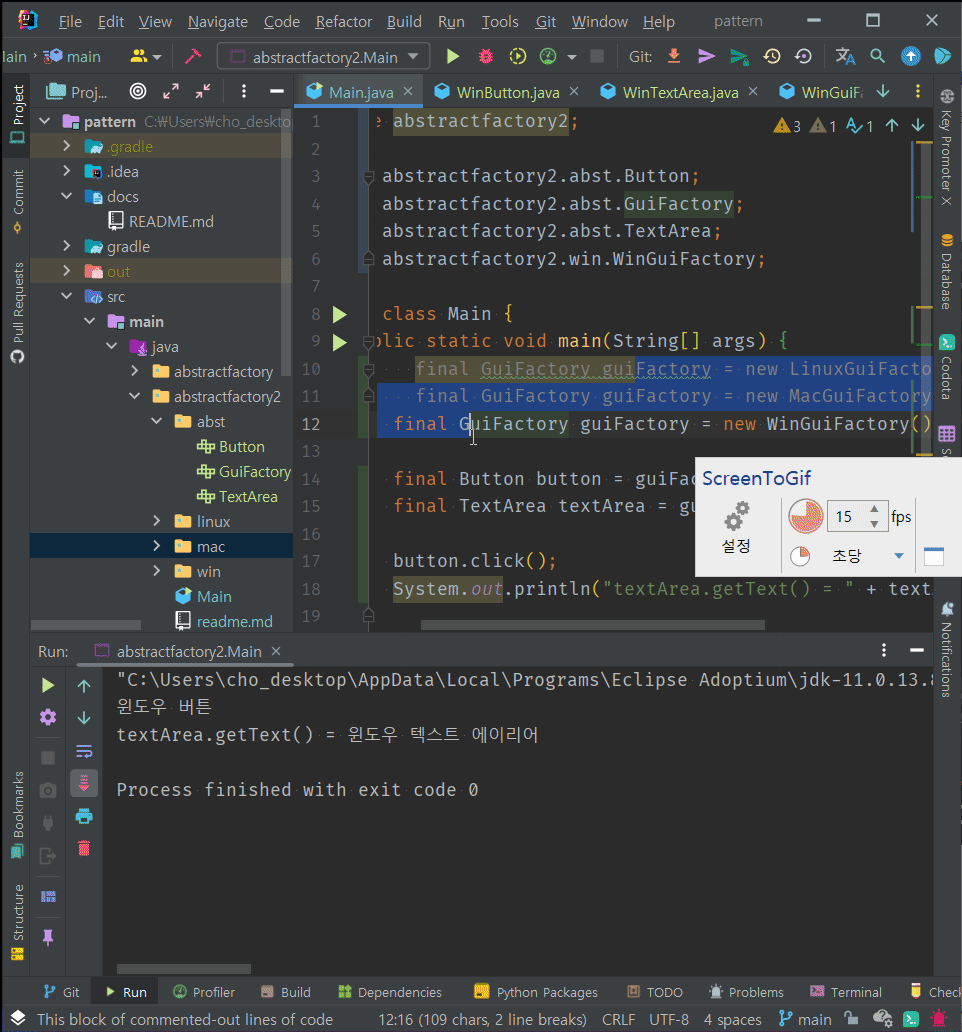 File Edit View Navigate Code Refactor Build Run Tools Git Window Help pattern
lain main abstractfactory2.Main Git:
Proj... Main.java WinButton.java WinTextArea.java WinGuiF
Project
Commit
Pull Requests
Bookmarks
Structure
pattern C:₩Users₩cho_deskto
.gradle
.idea
docs
README.md
gradle
out
src
main
java
abstractfactory
abstractfactory2
abst
Button
GuiFactory
TextArea
linux
mac
win
Main
readme.md
3 1 1
1 e abstractfactory2;
2
3 abstractfactory2.abst.Button;
4 abstractfactory2.abst.GuiFactory;
5 abstractfactory2.abst.TextArea;
6 abstractfactory2.win.WinGuiFactory;
7
8 class Main {
9 blic static void main(String[] args) {
10 final GuiFactory guiFactory = new LinuxGuiFacto
11 final GuiFactory guiFactory = new MacGuiFactory
12 final GuiFactory guiFactory = new WinGuiFactory()
13
14 final Button button = guiFac
15 final TextArea textArea = gu
16
17 button.click();
18 System.out.println("textArea.getText() = " + text
19
Key Promoter X
Database
Codota
Notifications
ScreenToGif
설정
15 fps
초당
Run: abstractfactory2.Main
"C:\Users\cho_desktop\AppData\Local\Programs\Eclipse Adoptium\jdk-11.0.13.8
윈도우 버튼
textArea.getText() = 윈도우 텍스트 에이리어
Process finished with exit code 0
Git Run Profiler Build Dependencies Python Packages TODO Problems Terminal Check
This block of commented-out lines of code 12:16 (109 chars, 2 line breaks) CRLF UTF-8 4 spaces main